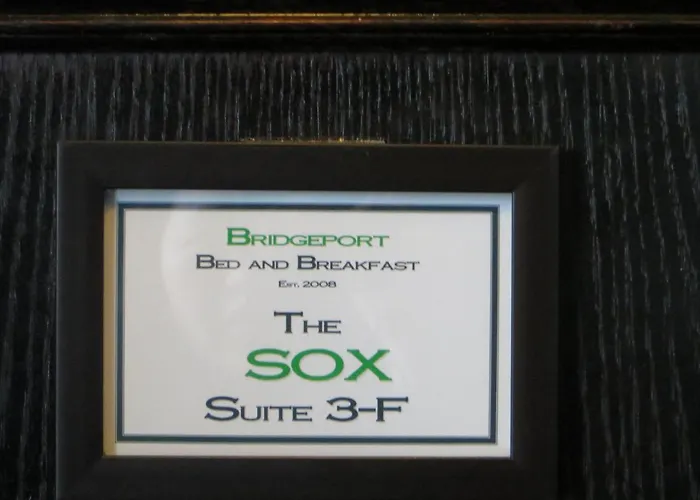 Bridgeport
Bed and Breakfast
Est. 2008
The
SOX
Suite 3-F